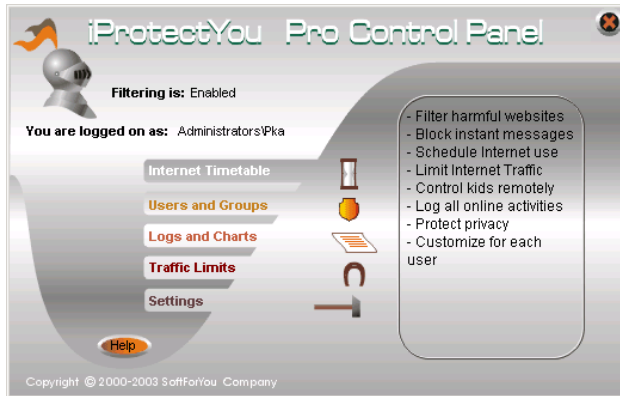 iProtectYou Pro Control Panel
Filtering is: Enabled
You are logged on as: Administrators\Pka
Internet Timetable
Users and Groups
Logs and Charts
Traffic Limits
Settings
Help
- Filter harmful websites
- Block instant messages
- Schedule Internet use
- Limit Internet Traffic
- Control kids remotely
- Log all online activities
- Protect privacy
- Customize for each
user
Copyright © 2000-2003 SoftForYou Company